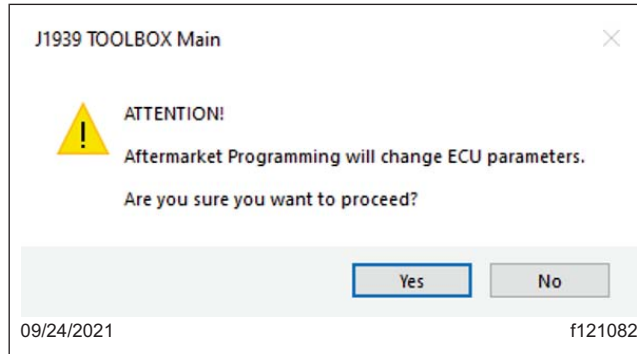 J1939 TOOLBOX Main
ATTENTION!
Aftermarket Programming will change ECU parameters.
Are you sure you want to proceed?
Yes
No
09/24/2021
f121082